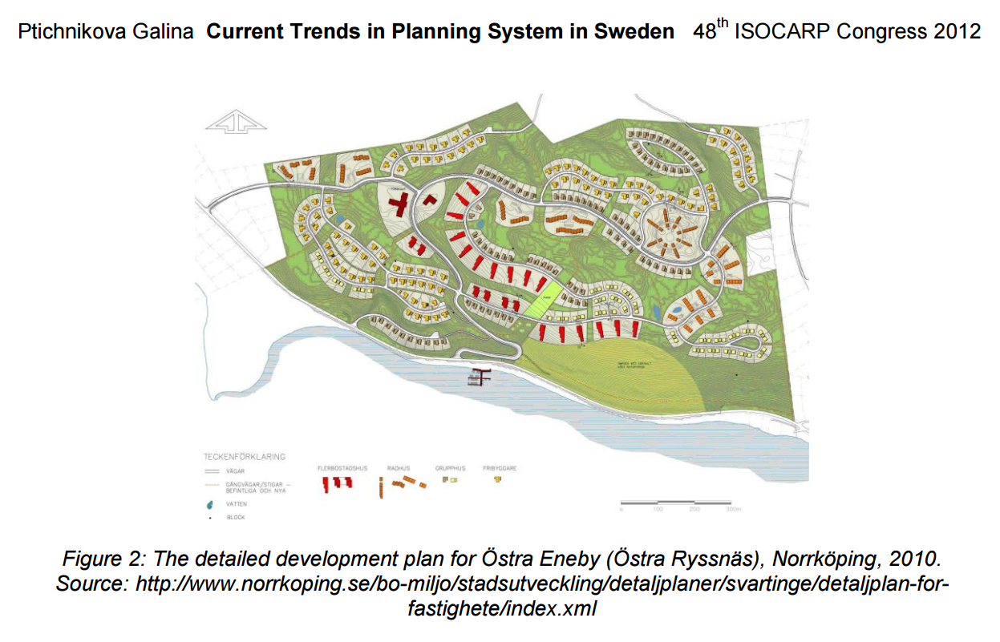 Ptichnikova Galina Current Trends in Planning System in Sweden 48th ISOCARP Congress 2012
TECKENFÖRKLARING
VÄGAR
GÅNGVÄGAR/STIGAR –
BEFINTLIGA OCH NYA
VATTEN
BLOCK
FLERBOSTADSHUS
RADHUS
GRUPPHUS
FRIBYGGARE
0 100 200 300m
Figure 2: The detailed development plan for Östra Eneby (Östra Ryssnäs), Norrköping, 2010.
Source: http://www.norrkoping.se/bo-miljo/stadsutveckling/detaljplaner/svartinge/detaljplan-for-
fastighete/index.xml